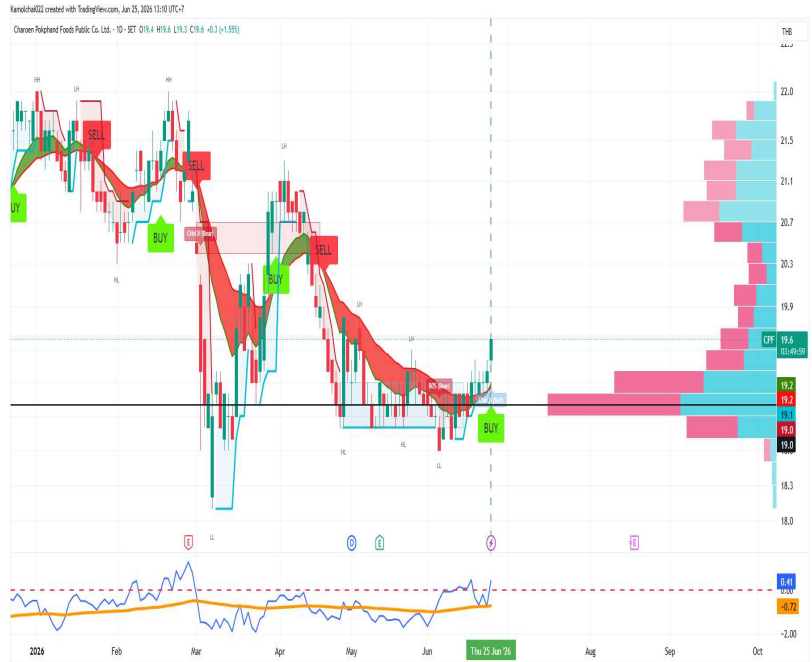 Kamolchai022 created with TradingView.com, Jun 25, 2026 13:10 UTC+7
Charoen Pokphand Foods Public Co. Ltd. · 1D · SET O19.4 H19.6 L19.3 C19.6 +0.3 (+1.55%)
THB
22.0
21.5
21.1
20.7
20.3
19.9
CPF 19.6
03:49:59
19.2
19.2
19.1
19.0
19.0
18.3
18.0
HH
LH
SELL
UY
HL
HH
SELL
BUY
LL
LH
BUY
SELL
LH
HL
LH
HL
LL
BUY
E
D
E
E
0.41
0.00
-0.72
-2.00
2026
Feb
Mar
Apr
May
Jun
Thu 25 Jun '26
Aug
Sep
Oct